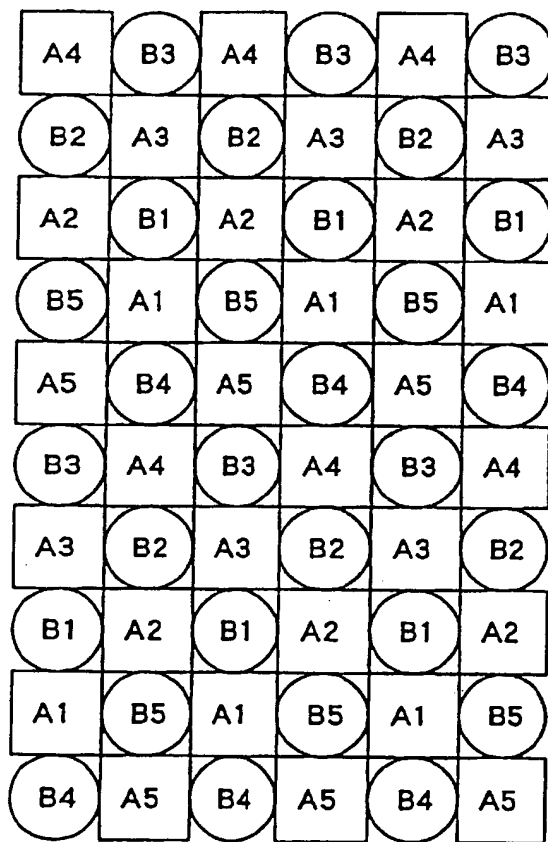 A4 B3 A4 B3 A4 B3
B2 A3 B2 A3 B2 A3
A2 B1 A2 B1 A2 B1
B5 A1 B5 A1 B5 A1
A5 B4 A5 B4 A5 B4
B3 A4 B3 A4 B3 A4
A3 B2 A3 B2 A3 B2
B1 A2 B1 A2 B1 A2
A1 B5 A1 B5 A1 B5
B4 A5 B4 A5 B4 A5